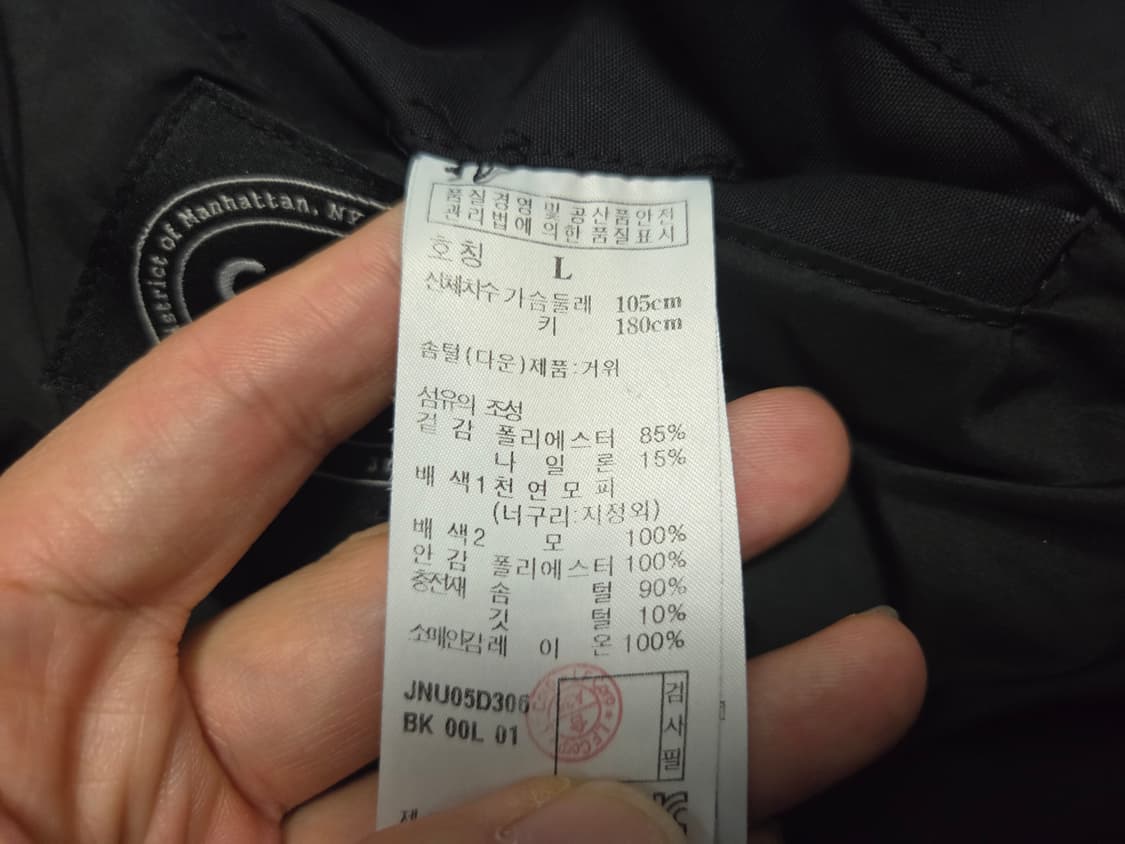 District of Manhattan, NY
품질경영 및 공산품안전
관리법에 의한 품질표시
호칭 L
신체치수 가슴둘레 105cm
키 180cm
솜털(다운)제품:거위
섬유의 조성
겉감 폴리에스터 85%
나일론 15%
배색1 천연모피
(너구리:지정외)
배색2 모 100%
안감 폴리에스터 100%
충전재 솜털 90%
깃털 10%
소매안감 레이온 100%
JNU05D306
BK 00L 01
검사필